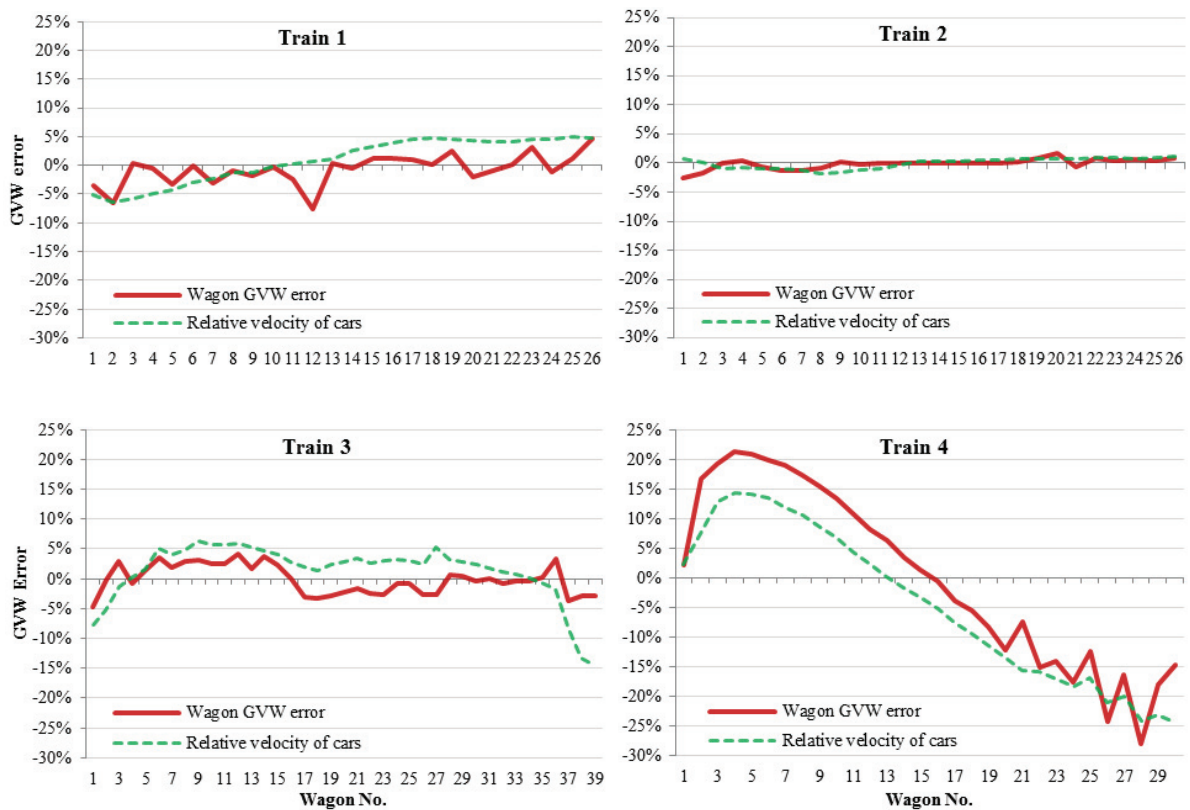 Train 1
25%
20%
15%
10%
5%
0%
-5%
-10%
-15%
-20%
-25%
-30%
GVW error
Wagon GVW error
Relative velocity of cars
1 2 3 4 5 6 7 8 9 10 11 12 13 14 15 16 17 18 19 20 21 22 23 24 25 26
Train 2
25%
20%
15%
10%
5%
0%
-5%
-10%
-15%
-20%
-25%
-30%
Wagon GVW error
Relative velocity of cars
1 2 3 4 5 6 7 8 9 10 11 12 13 14 15 16 17 18 19 20 21 22 23 24 25 26
Train 3
25%
20%
15%
10%
5%
0%
-5%
-10%
-15%
-20%
-25%
-30%
GVW Error
Wagon GVW error
Relative velocity of cars
1 3 5 7 9 11 13 15 17 19 21 23 25 27 29 31 33 35 37 39
Wagon No.
Train 4
25%
20%
15%
10%
5%
0%
-5%
-10%
-15%
-20%
-25%
-30%
Wagon GVW error
Relative velocity of cars
1 3 5 7 9 11 13 15 17 19 21 23 25 27 29
Wagon No.